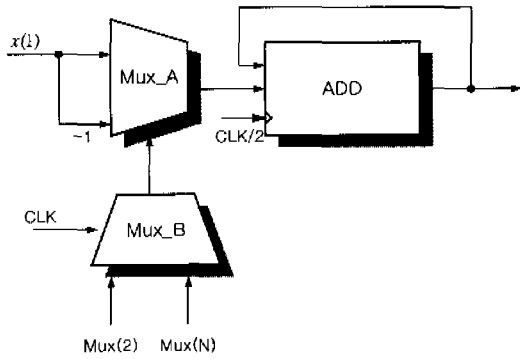 x(1)
Mux_A
ADD
-1
CLK/2
CLK
Mux_B
Mux(2) Mux(N)